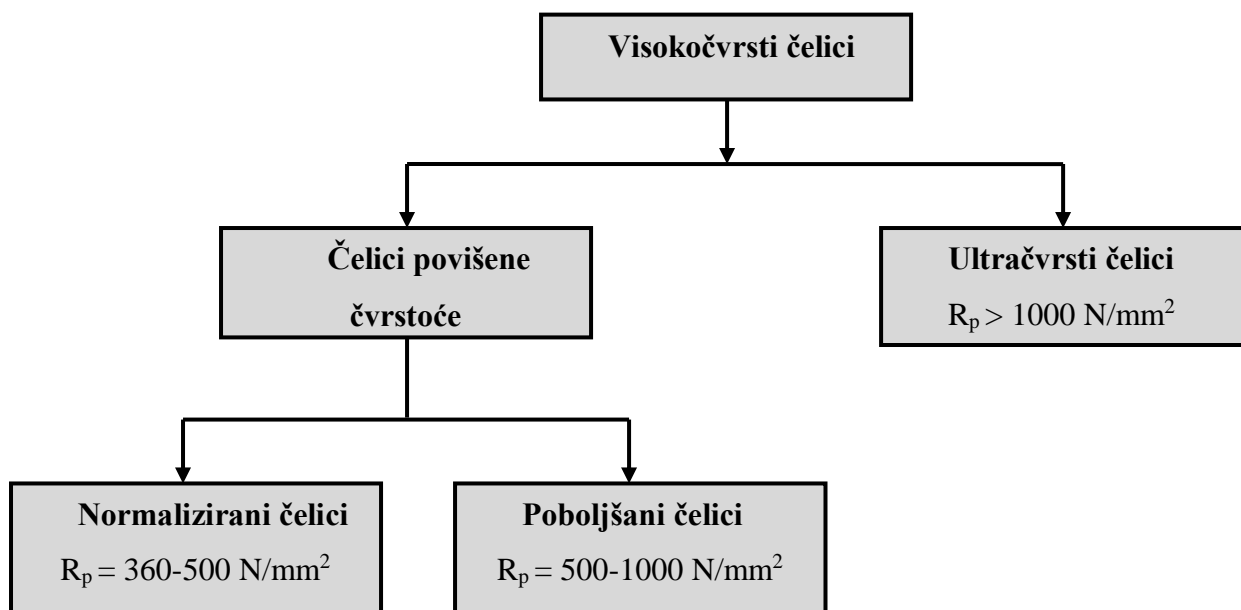 Visokočvrsti čelici
Čelici povišene
čvrstoće
Ultračvrsti čelici
Rp > 1000 N/mm²
Normalizirani čelici
Rp = 360-500 N/mm²
Poboljšani čelici
Rp = 500-1000 N/mm²